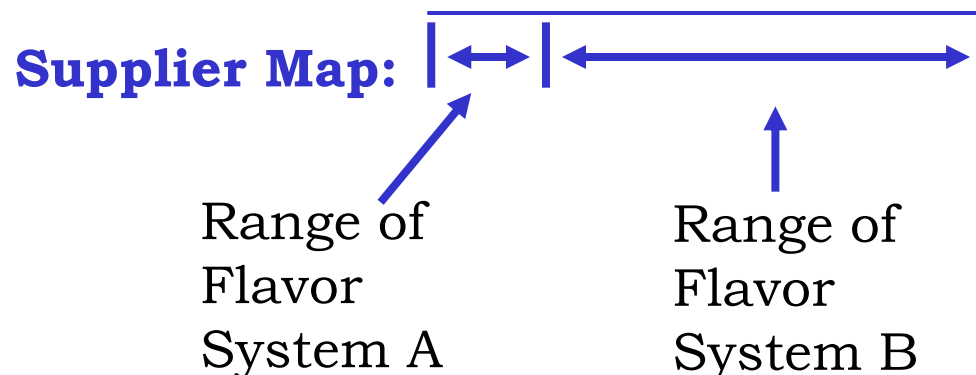 Supplier Map:
Range of
Flavor
System A
Range of
Flavor
System B